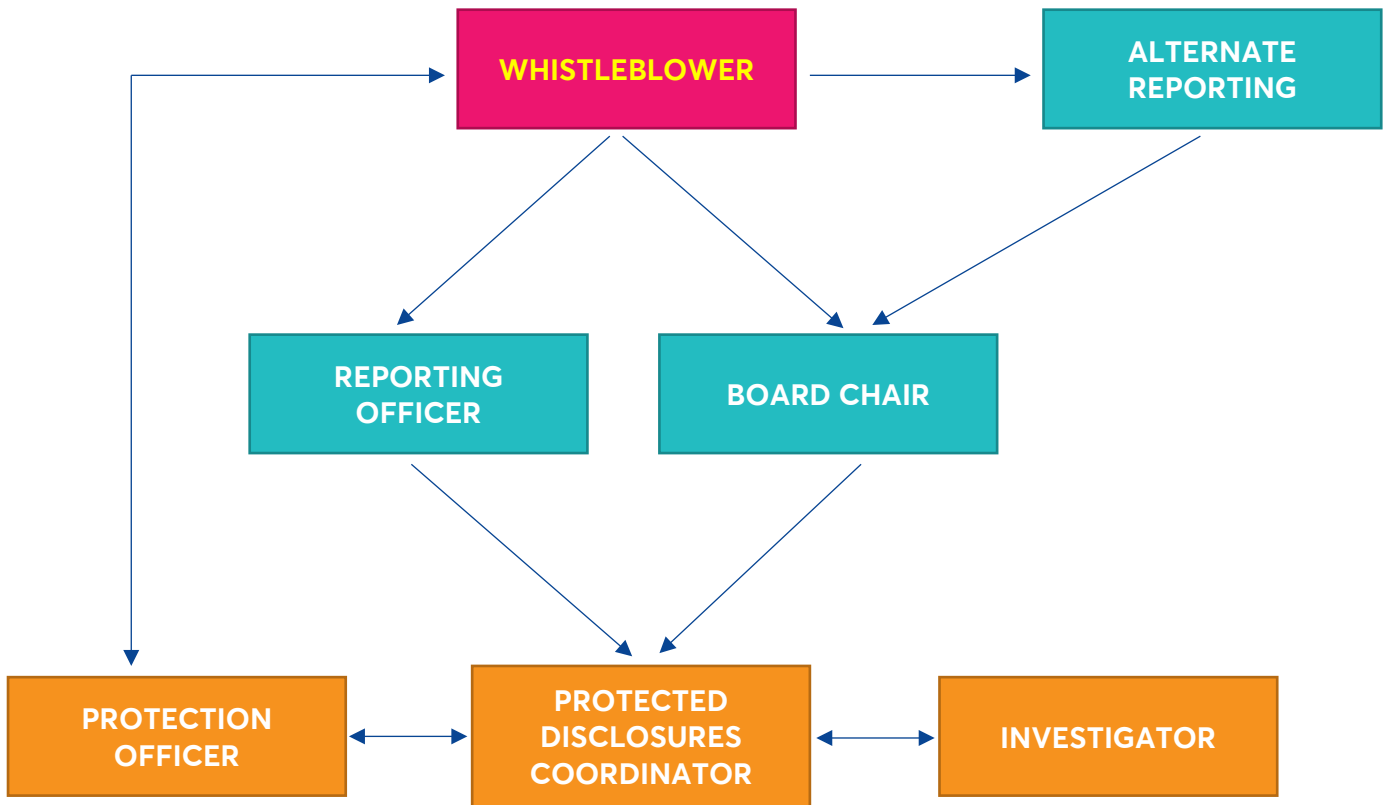 WHISTLEBLOWER
ALTERNATE
REPORTING
REPORTING
OFFICER
BOARD CHAIR
PROTECTION
OFFICER
PROTECTED
DISCLOSURES
COORDINATOR
INVESTIGATOR